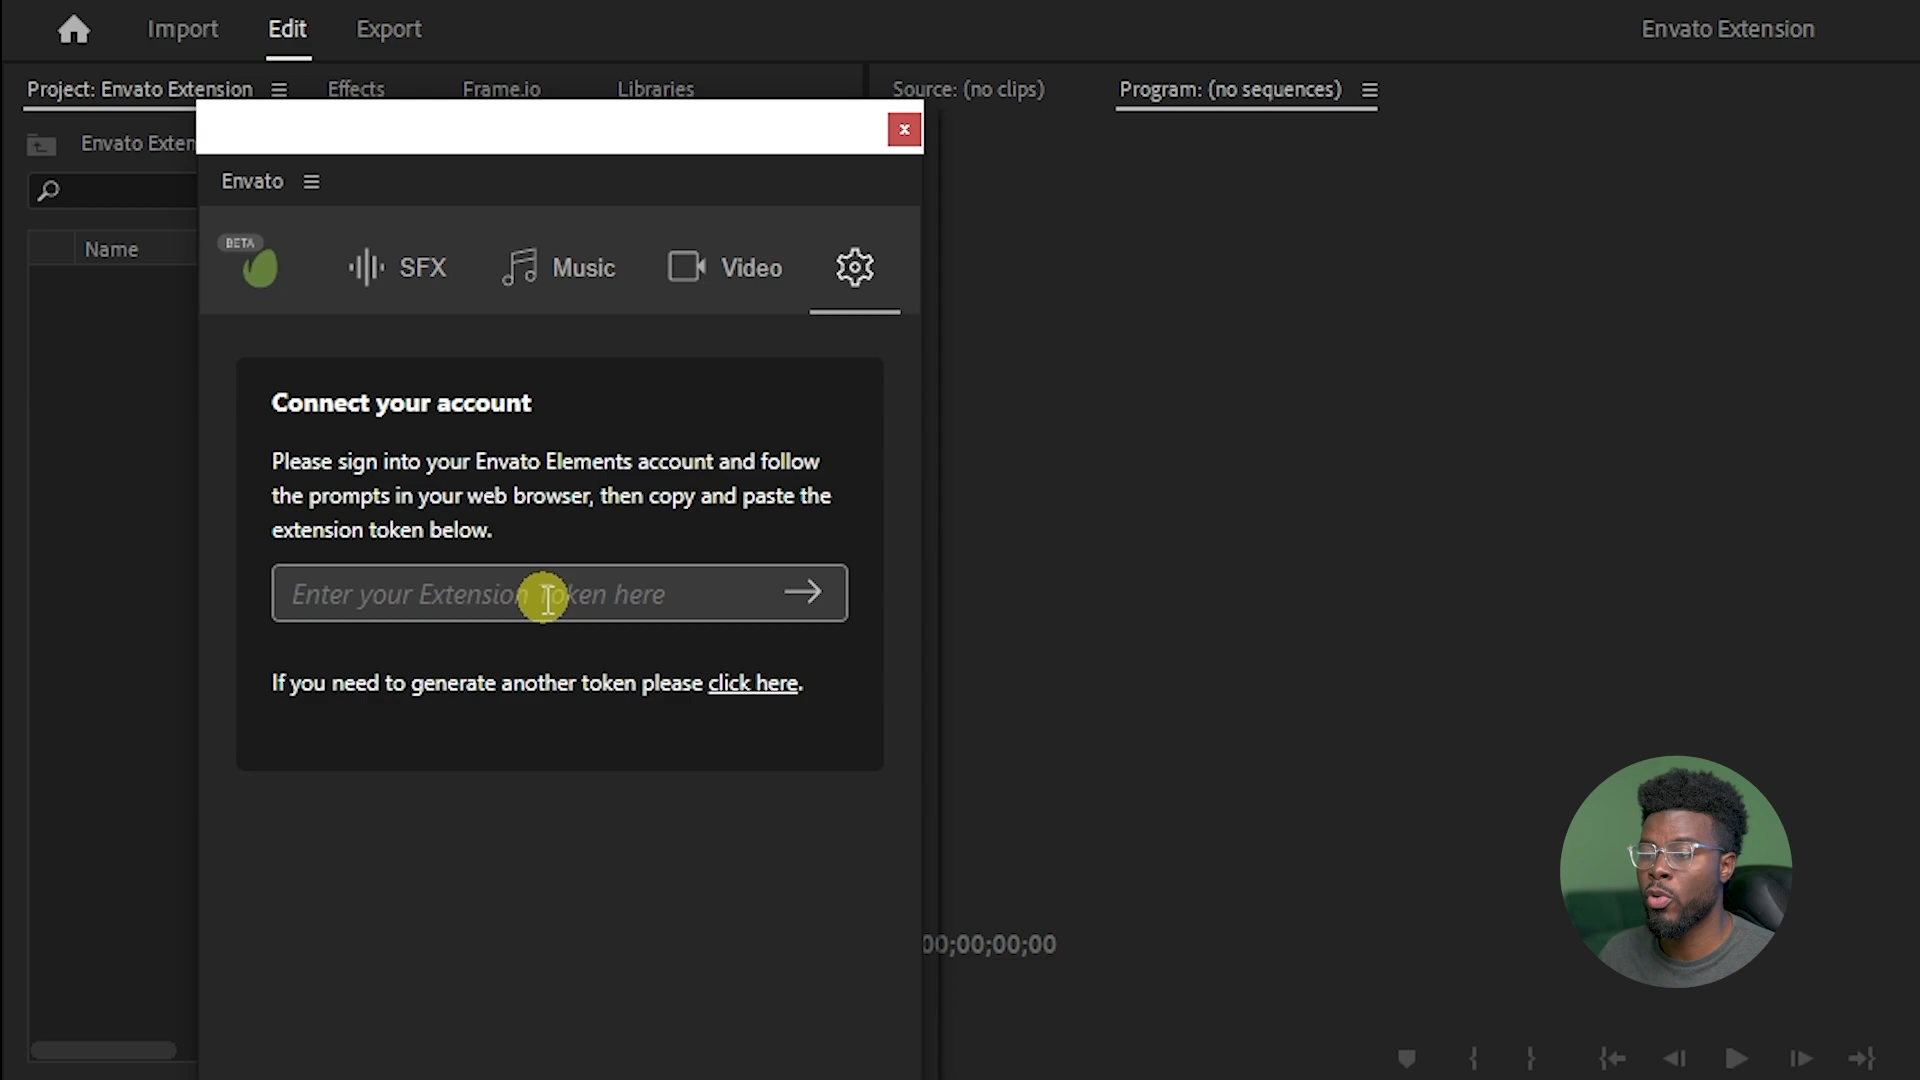 Import
Edit
Export
Envato Extension
Project: Envato Extension
Effects
Frame.io
Libraries
Source: (no clips)
Program: (no sequences)
Envato Exten
x
Envato
Name
BETA
SFX
Music
Video
Connect your account
Please sign into your Envato Elements account and follow
the prompts in your web browser, then copy and paste the
extension token below.
Enter your Extension Token here
If you need to generate another token please click here.
00;00;00;00